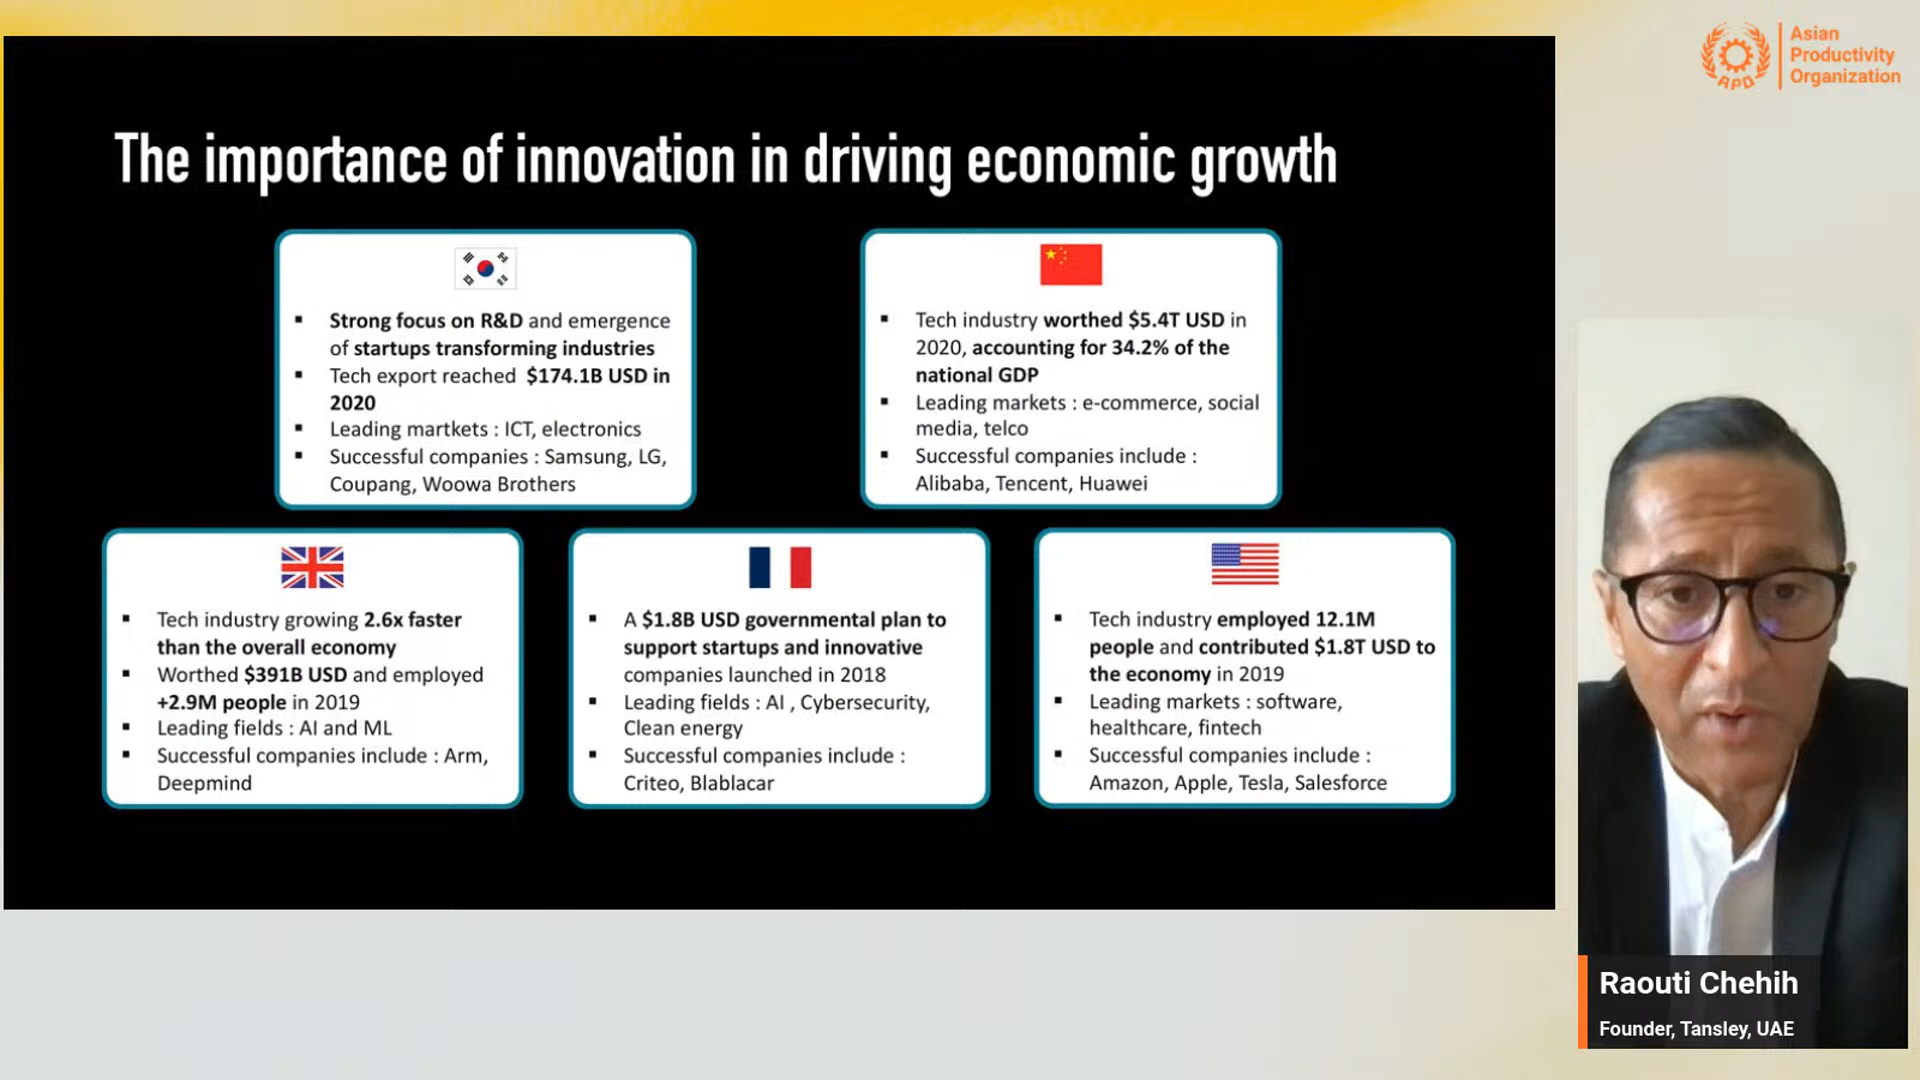 Asian
Productivity
Organization
APO
The importance of innovation in driving economic growth
▪ Strong focus on R&D and emergence
of startups transforming industries
▪ Tech export reached $174.1B USD in
2020
▪ Leading martkets : ICT, electronics
▪ Successful companies : Samsung, LG,
Coupang, Woowa Brothers
▪ Tech industry worthed $5.4T USD in
2020, accounting for 34.2% of the
national GDP
▪ Leading markets : e-commerce, social
media, telco
▪ Successful companies include :
Alibaba, Tencent, Huawei
▪ Tech industry growing 2.6x faster
than the overall economy
▪ Worthed $391B USD and employed
+2.9M people in 2019
▪ Leading fields : AI and ML
▪ Successful companies include : Arm,
Deepmind
▪ A $1.8B USD governmental plan to
support startups and innovative
companies launched in 2018
▪ Leading fields : AI , Cybersecurity,
Clean energy
▪ Successful companies include :
Criteo, Blablacar
▪ Tech industry employed 12.1M
people and contributed $1.8T USD to
the economy in 2019
▪ Leading markets : software,
healthcare, fintech
▪ Successful companies include :
Amazon, Apple, Tesla, Salesforce
Raouti Chehih
Founder, Tansley, UAE